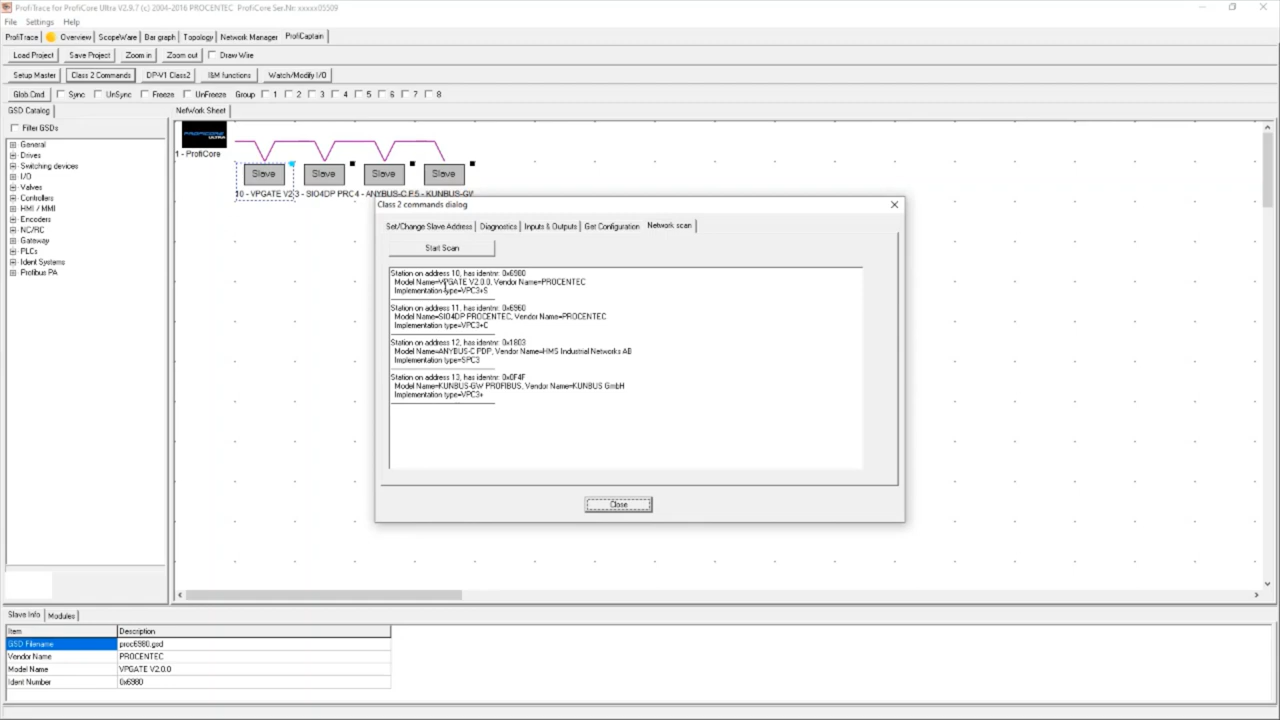 ProfiTrace for ProfiCore Ultra V2.9.7 (c) 2004-2016 PROCENTEC ProfiCore Ser.Nr: xxxxx05509
File Settings Help
ProfiTrace Overview ScopeWare Bar graph Topology Network Manager ProfiCaptain
Load Project Save Project Zoom in Zoom out Draw Wire
Setup Master Class 2 Commands DP-V1 Class2 I&M functions Watch/Modify I/O
Glob.Cmd Sync UnSync Freeze UnFreeze Group 1 2 3 4 5 6 7 8
GSD Catalog
NetWork Sheet
Filter GSDs
General
Drives
Switching devices
I/O
Valves
Controllers
HMI / MMI
Encoders
NC/RC
Gateway
PLCs
Ident Systems
Profibus PA
PROFICORE
ULTRA
1 - ProfiCore
Slave Slave Slave Slave
10 - VPGATE V2 3 - SIO4DP PRC 4 - ANYBUS-C P 5 - KUNBUS-GW
Class 2 commands dialog
Set/Change Slave Address Diagnostics Inputs & Outputs Get Configuration Network scan
Start Scan
Station on address 10, has identnr: 0x6980
Model Name=VPGATE V2.0.0, Vendor Name=PROCENTEC
Implementation type=VPC3+S
Station on address 11, has identnr: 0x6960
Model Name=SIO4DP PROCENTEC, Vendor Name=PROCENTEC
Implementation type=VPC3+C
Station on address 12, has identnr: 0x1803
Model Name=ANYBUS-C PDP, Vendor Name=HMS Industrial Networks AB
Implementation type=SPC3
Station on address 13, has identnr: 0x0F4F
Model Name=KUNBUS-GW PROFIBUS, Vendor Name=KUNBUS GmbH
Implementation type=VPC3+
Close
Slave Info Modules
Item Description
GSD Filename proc6980.gsd
Vendor Name PROCENTEC
Model Name VPGATE V2.0.0
Ident Number 0x6980